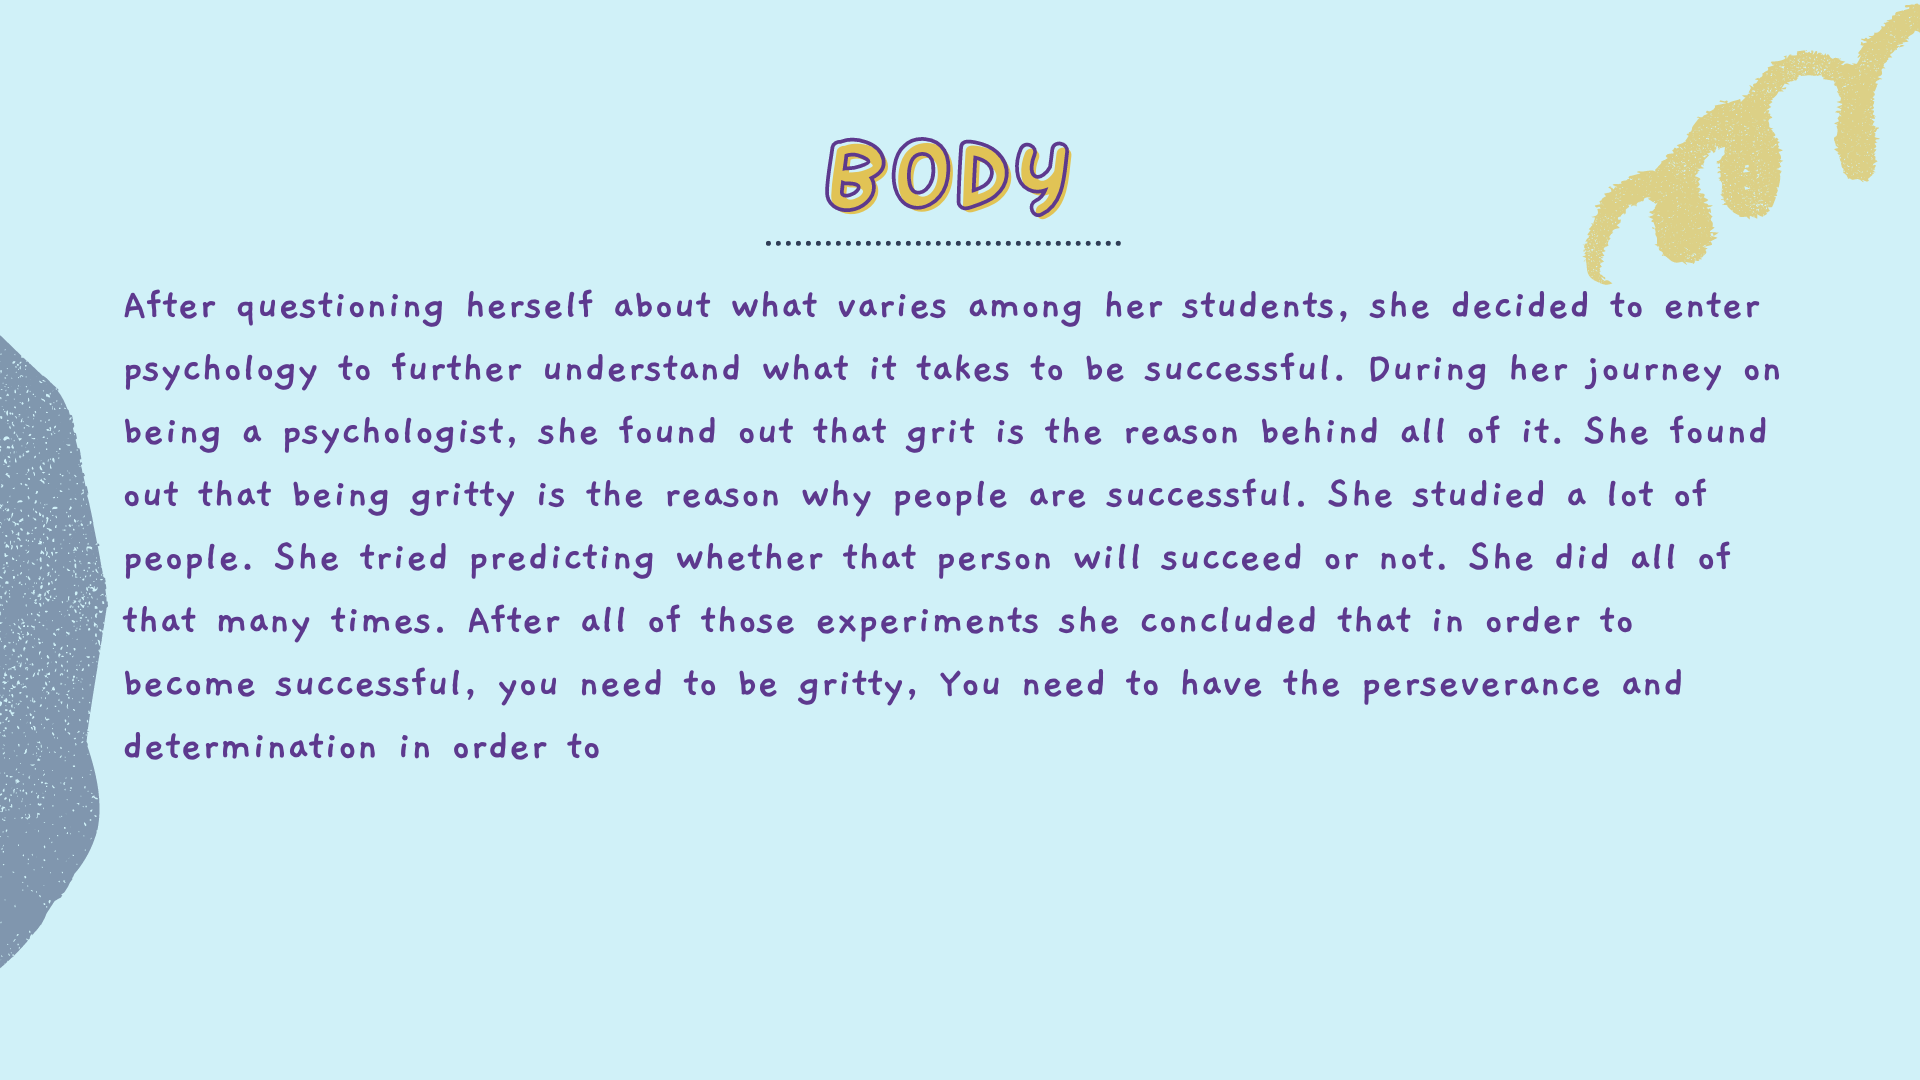 BODY
After questioning herself about what varies among her students, she decided to enter
psychology to further understand what it takes to be successful. During her journey on
being a psychologist, she found out that grit is the reason behind all of it. She found
out that being gritty is the reason why people are successful. She studied a lot of
people. She tried predicting whether that person will succeed or not. She did all of
that many times. After all of those experiments she concluded that in order to
become successful, you need to be gritty, You need to have the perseverance and
determination in order to